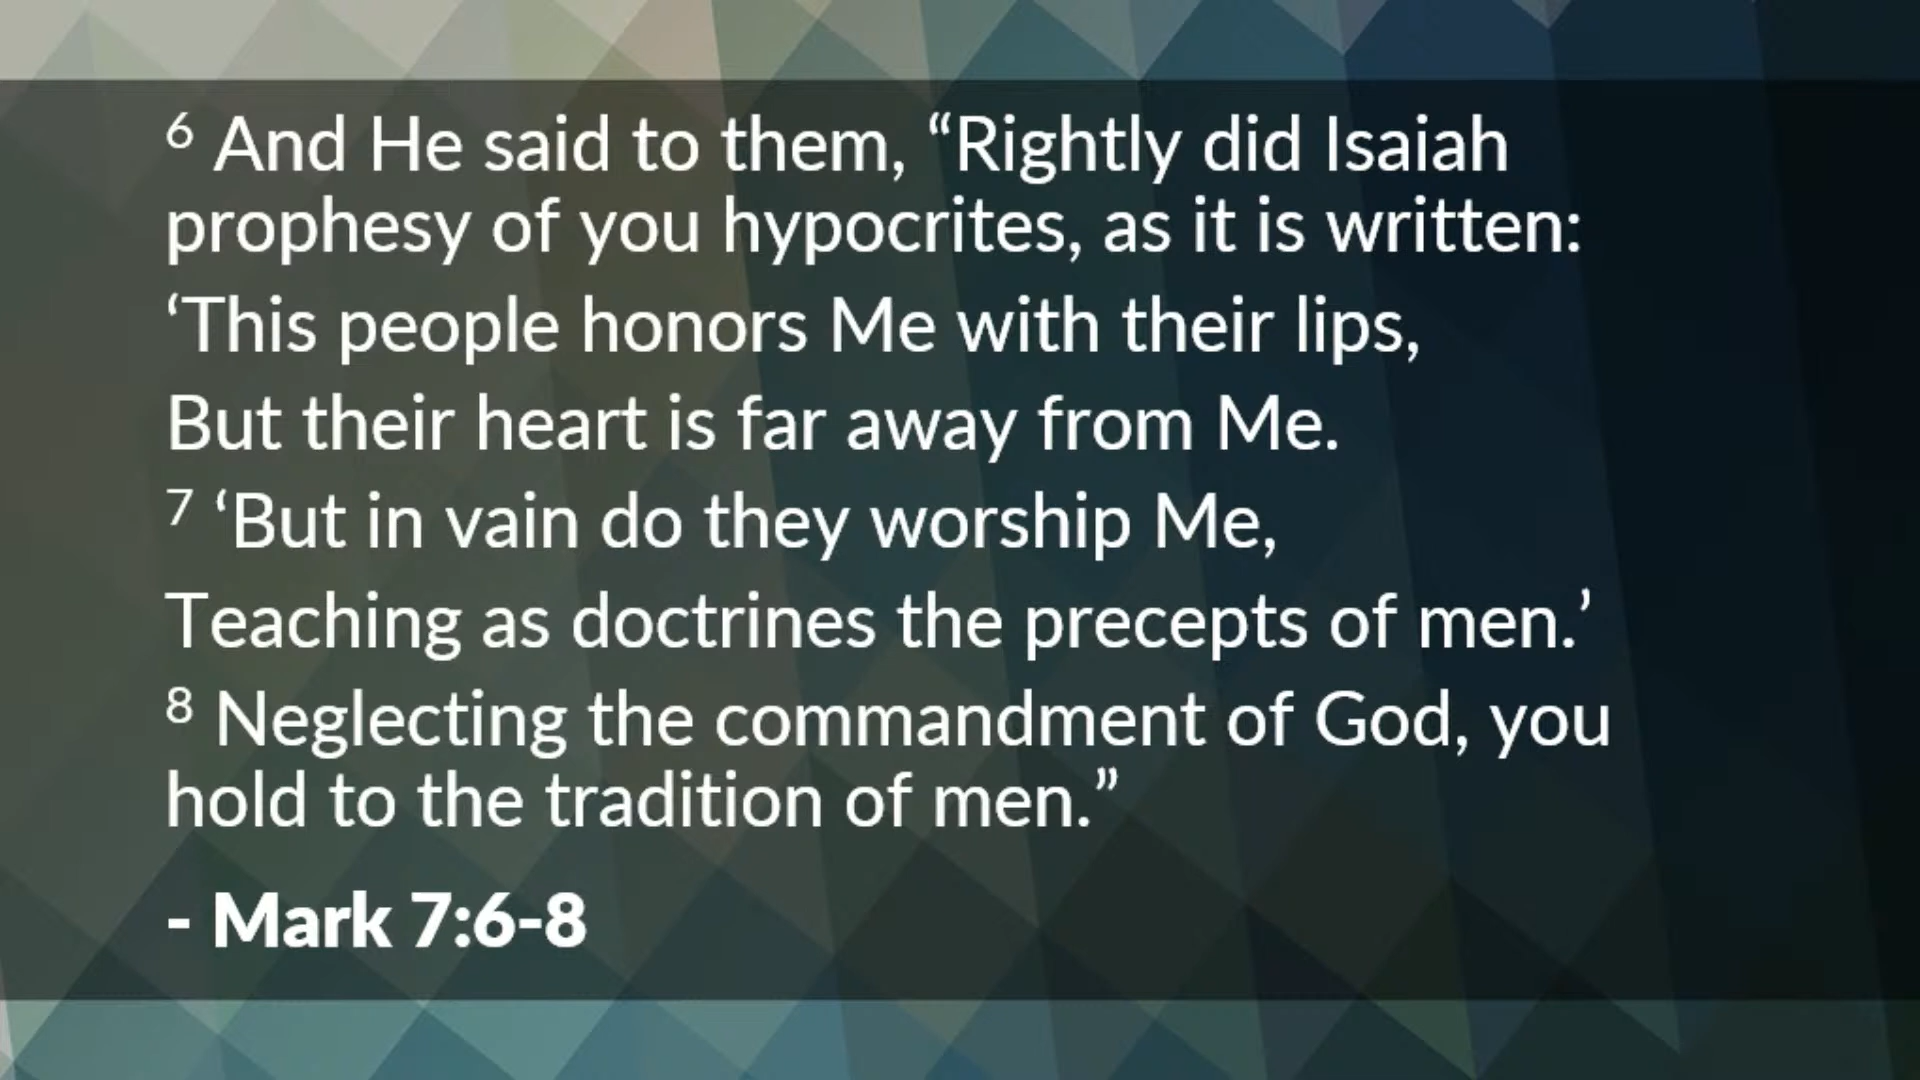 6 And He said to them, “Rightly did Isaiah
prophesy of you hypocrites, as it is written:
‘This people honors Me with their lips,
But their heart is far away from Me.
7 ‘But in vain do they worship Me,
Teaching as doctrines the precepts of men.’
8 Neglecting the commandment of God, you
hold to the tradition of men.”
- Mark 7:6-8